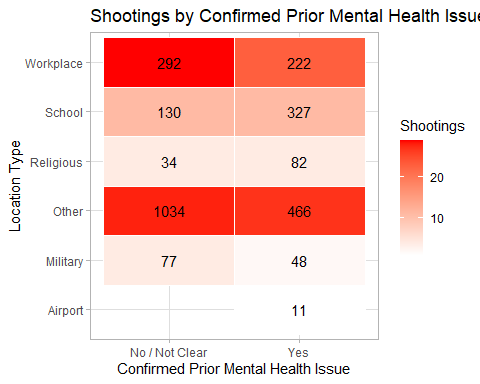 Shootings by Confirmed Prior Mental Health Issue
Workplace 292 222
School 130 327
Religious 34 82
Other 1034 466
Military 77 48
Airport 11
No / Not Clear Yes
Confirmed Prior Mental Health Issue
Location Type
Shootings
20
10